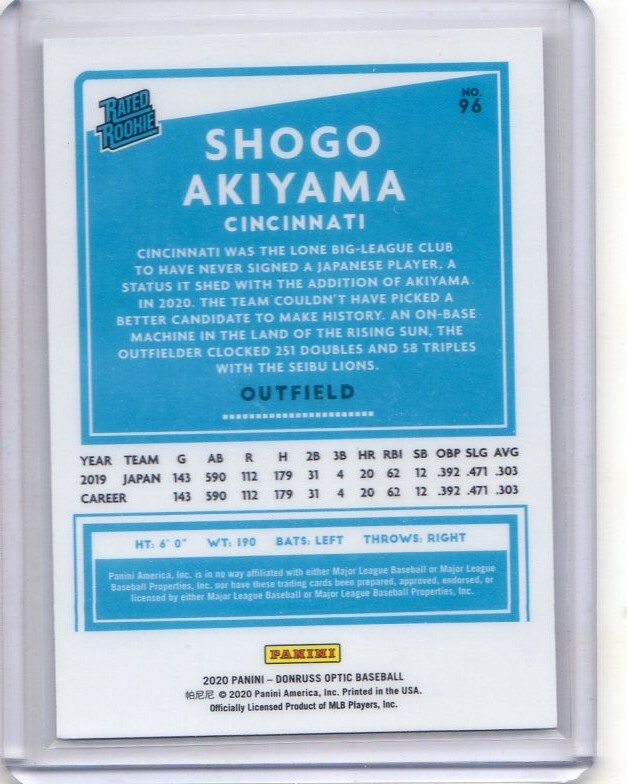 RATED
ROOKIE
NO.
96
SHOGO
AKIYAMA
CINCINNATI
CINCINNATI WAS THE LONE BIG-LEAGUE CLUB
TO HAVE NEVER SIGNED A JAPANESE PLAYER, A
STATUS IT SHED WITH THE ADDITION OF AKIYAMA
IN 2020. THE TEAM COULDN'T HAVE PICKED A
BETTER CANDIDATE TO MAKE HISTORY. AN ON-BASE
MACHINE IN THE LAND OF THE RISING SUN, THE
OUTFIELDER CLOCKED 251 DOUBLES AND 58 TRIPLES
WITH THE SEIBU LIONS.
OUTFIELD
YEAR TEAM G AB R H 2B 3B HR RBI SB OBP SLG AVG
2019 JAPAN 143 590 112 179 31 4 20 62 12 .392 .471 .303
CAREER 143 590 112 179 31 4 20 62 12 .392 .471 .303
HT: 6' 0" WT: 190 BATS: LEFT THROWS: RIGHT
Panini America, Inc. is in no way affiliated with either Major League Baseball or Major League
Baseball Properties, Inc. nor have these trading cards been prepared, approved, endorsed, or
licensed by either Major League Baseball or Major League Baseball Properties, Inc.
PANINI
2020 PANINI – DONRUSS OPTIC BASEBALL
帕尼尼 © 2020 Panini America, Inc. Printed in the USA.
Officially Licensed Product of MLB Players, Inc.